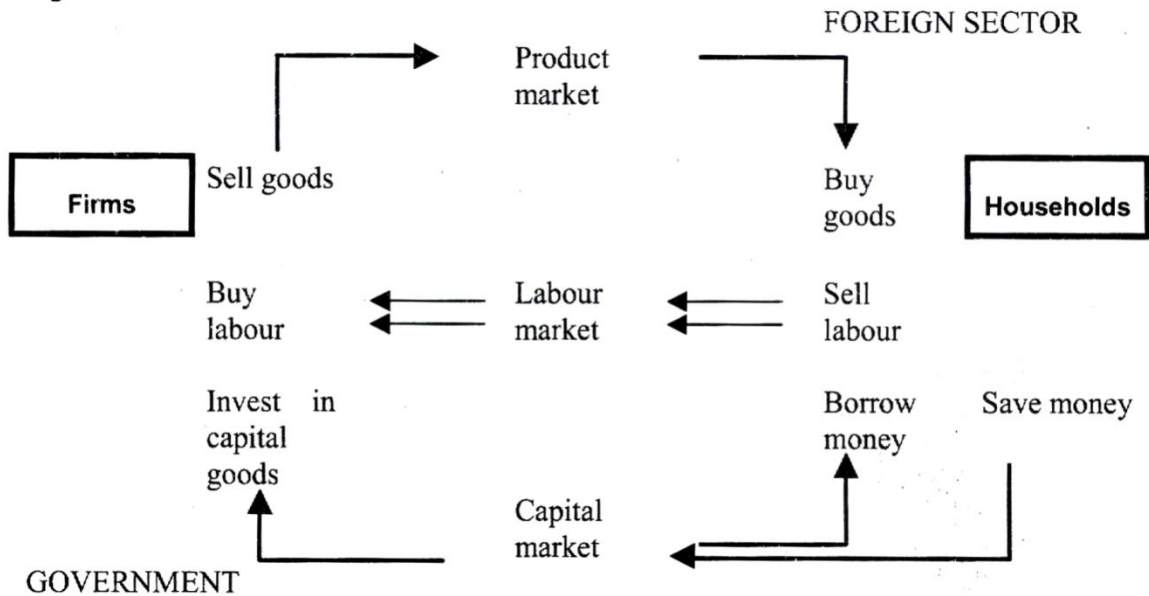 FOREIGN SECTOR
Product
market
Firms
Sell goods
Buy
goods
Households
Buy
labour
Labour
market
Sell
labour
Invest in
capital
goods
Borrow
money
Save money
Capital
market
GOVERNMENT